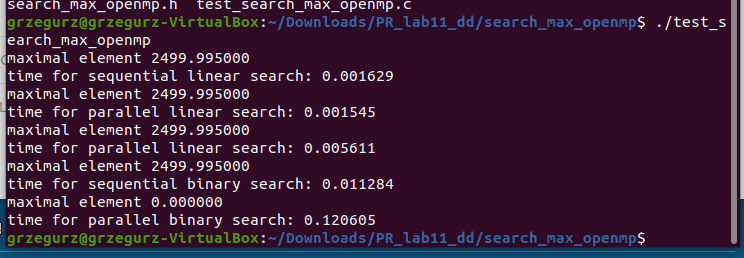 search_max_openmp.h  test_search_max_openmp.c
grzegurz@grzegurz-VirtualBox:~/Downloads/PR_lab11_dd/search_max_openmp$ ./test_s
earch_max_openmp
maximal element 2499.995000
time for sequential linear search: 0.001629
maximal element 2499.995000
time for parallel linear search: 0.001545
maximal element 2499.995000
time for parallel linear search: 0.005611
maximal element 2499.995000
time for sequential binary search: 0.011284
maximal element 0.000000
time for parallel binary search: 0.120605
grzegurz@grzegurz-VirtualBox:~/Downloads/PR_lab11_dd/search_max_openmp$